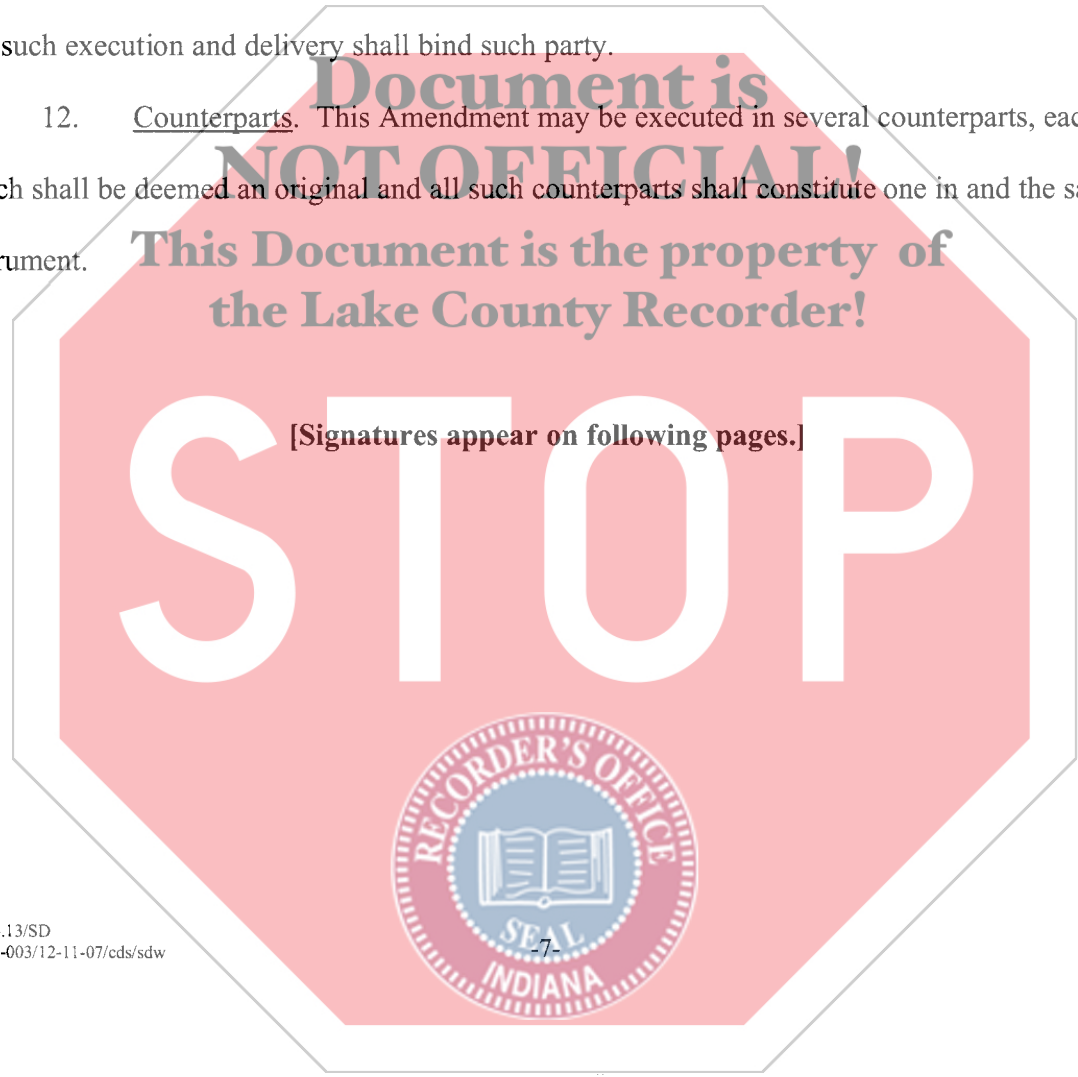 such execution and delivery shall bind such party.
Document is
12. Counterparts. This Amendment may be executed in several counterparts, eac
NOT OFFICIAL!
ch shall be deemed an original and all such counterparts shall constitute one in and the sa
This Document is the property of
rument.
the Lake County Recorder!
[Signatures appear on following pages.]
STOP
RECORDER'S OFFICE
SEAL
INDIANA
.13/SD
-003/12-11-07/cds/sdw
-7-